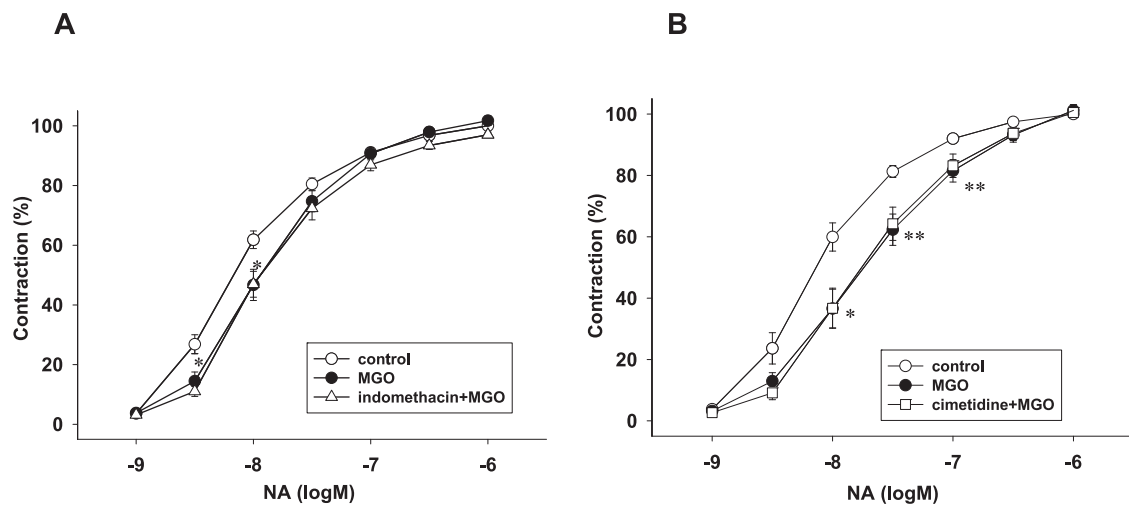 A
Contraction (%)
100
80
60
40
20
0
*
*
control
MGO
indomethacin+MGO
-9
-8
-7
-6
NA (logM)
B
Contraction (%)
100
80
60
40
20
0
*
**
**
control
MGO
cimetidine+MGO
-9
-8
-7
-6
NA (logM)